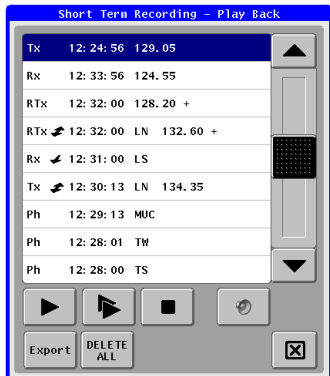 Short Term Recording - Play Back
Tx 12:24:56 129.05
Rx 12:33:56 124.55
RTx 12:32:00 128.20 +
RTx 12:32:00 LN 132.60 +
Rx 12:31:00 LS
Tx 12:30:13 LN 134.35
Ph 12:29:13 MUC
Ph 12:28:01 TW
Ph 12:28:00 TS
Export
DELETE
ALL